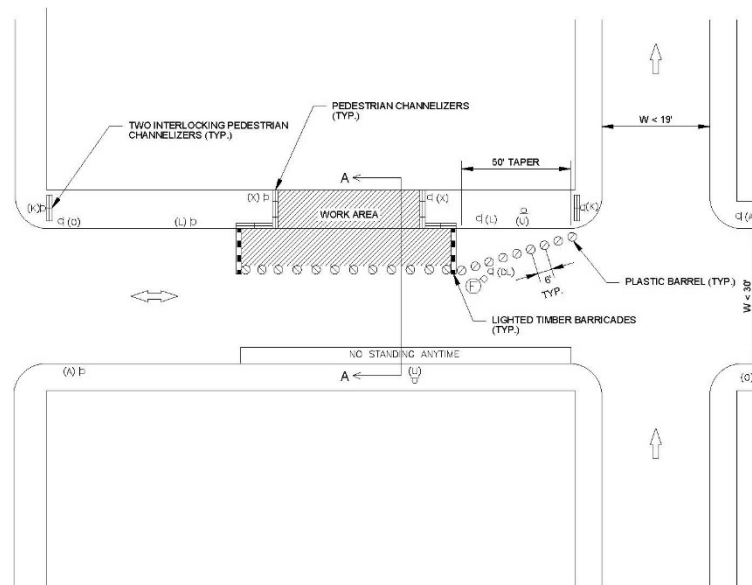 W < 19'
PEDESTRIAN CHANNELIZERS
(TYP.)
TWO INTERLOCKING PEDESTRIAN
CHANNELIZERS (TYP.)
50' TAPER
A
(X)
(X)
(K)
(K)
(O)
(L)
WORK AREA
(L)
(U)
(DL)
F
6'
TYP.
PLASTIC BARREL (TYP.)
W < 30'
LIGHTED TIMBER BARRICADES
(TYP.)
NO STANDING ANYTIME
(A)
A
(U)
(O)